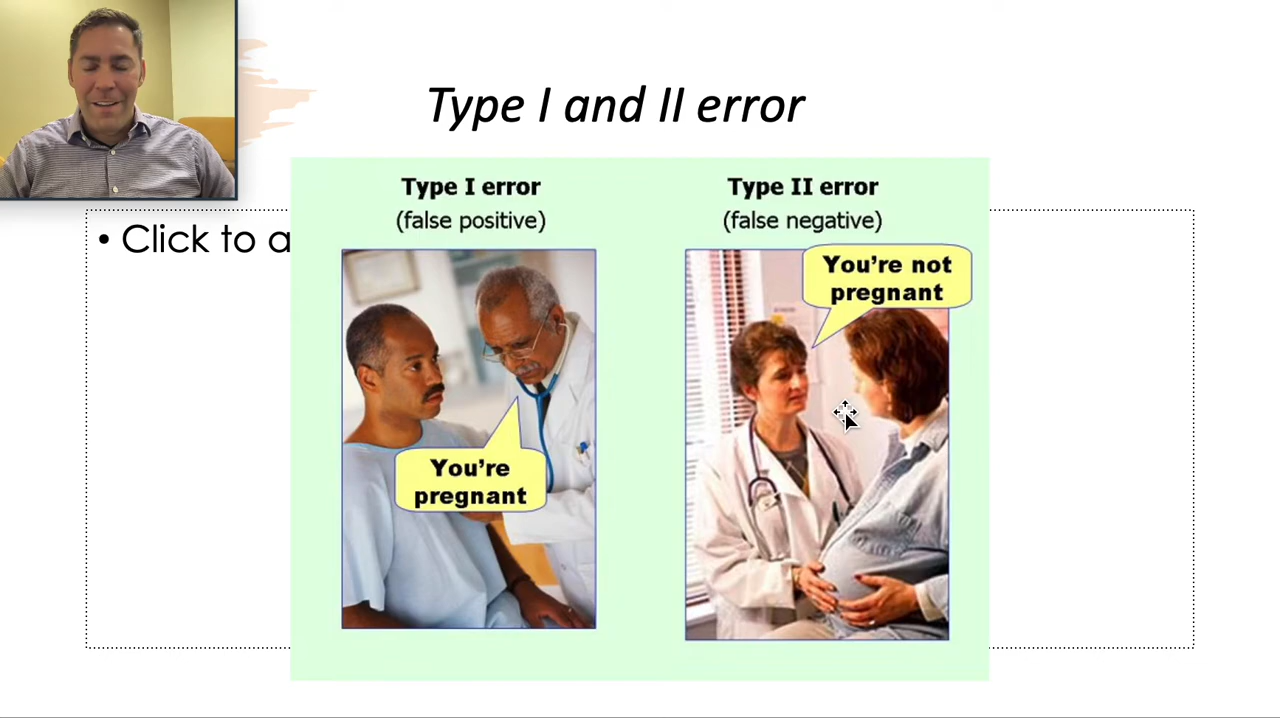 Type I and II error
Type I error
(false positive)
Type II error
(false negative)
• Click to a
You're not
pregnant
You're
pregnant